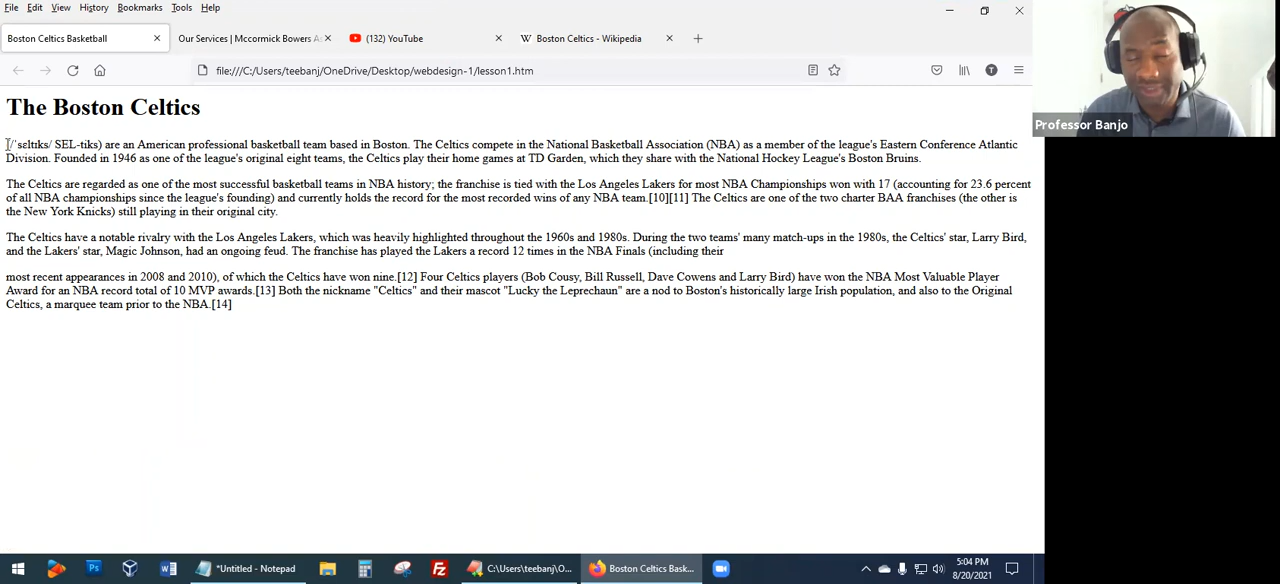 File Edit View History Bookmarks Tools Help
Boston Celtics Basketball
Our Services | Mccormick Bowers As
(132) YouTube
W Boston Celtics - Wikipedia
file:///C:/Users/teebanj/OneDrive/Desktop/webdesign-1/lesson1.htm
T
The Boston Celtics
(/ˈsɛltɪks/ SEL-tiks) are an American professional basketball team based in Boston. The Celtics compete in the National Basketball Association (NBA) as a member of the league's Eastern Conference Atlantic
Division. Founded in 1946 as one of the league's original eight teams, the Celtics play their home games at TD Garden, which they share with the National Hockey League's Boston Bruins.
The Celtics are regarded as one of the most successful basketball teams in NBA history; the franchise is tied with the Los Angeles Lakers for most NBA Championships won with 17 (accounting for 23.6 percent
of all NBA championships since the league's founding) and currently holds the record for the most recorded wins of any NBA team.[10][11] The Celtics are one of the two charter BAA franchises (the other is
the New York Knicks) still playing in their original city.
The Celtics have a notable rivalry with the Los Angeles Lakers, which was heavily highlighted throughout the 1960s and 1980s. During the two teams' many match-ups in the 1980s, the Celtics' star, Larry Bird,
and the Lakers' star, Magic Johnson, had an ongoing feud. The franchise has played the Lakers a record 12 times in the NBA Finals (including their
most recent appearances in 2008 and 2010), of which the Celtics have won nine.[12] Four Celtics players (Bob Cousy, Bill Russell, Dave Cowens and Larry Bird) have won the NBA Most Valuable Player
Award for an NBA record total of 10 MVP awards.[13] Both the nickname "Celtics" and their mascot "Lucky the Leprechaun" are a nod to Boston's historically large Irish population, and also to the Original
Celtics, a marquee team prior to the NBA.[14]
Professor Banjo
Ps
W
*Untitled - Notepad
Fz
C:\Users\teebanj\O...
Boston Celtics Bask...
5:04 PM
8/20/2021